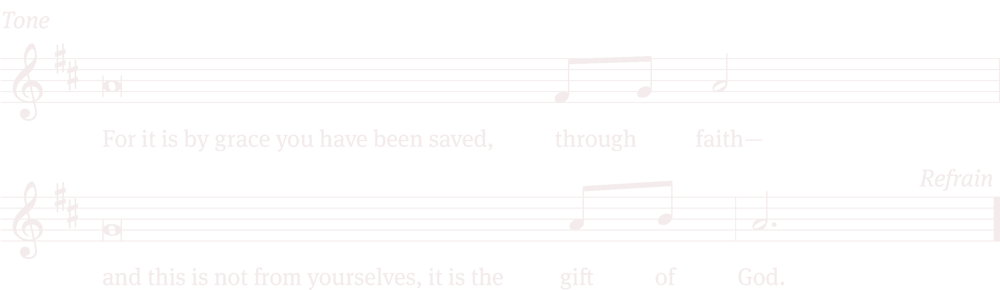 Tone
For it is by grace you have been saved, through faith—
Refrain
and this is not from yourselves, it is the gift of God.